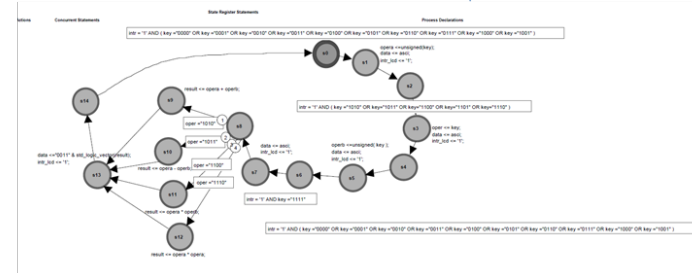 State Register Statements
Concurrent Statements
Process Declarations
intr = '1' AND ( key ="0000" OR key ="0001" OR key ="0010" OR key ="0011" OR key ="0100" OR key ="0101" OR key ="0110" OR key ="0111" OR key ="1000" OR key ="1001" )
s0
opera <=unsigned(key);
data <= asci;
intr_lcd <= '1';
s1
s2
intr = '1' AND ( key ="1010" OR key="1011" OR key="1100" OR key="1101" OR key="1110" )
s14
s9
result <= opera + operb;
oper ="1010"
1
s8
2
3
4
oper ="1011"
s3
oper <= key;
data <= asci;
intr_lcd <= '1';
data <="0011" & std_logic_vector(result);
intr_lcd <= '1';
s13
s10
result <= opera - operb;
oper ="1100"
data <= asci;
intr_lcd <= '1';
s7
s6
operb <=unsigned( key );
data <= asci;
intr_lcd <= '1';
s5
s4
oper ="1110"
s11
result <= opera * operb;
intr = '1' AND key ="1111"
s12
result <= opera * opera;
intr = '1' AND ( key ="0000" OR key ="0001" OR key ="0010" OR key ="0011" OR key ="0100" OR key ="0101" OR key ="0110" OR key ="0111" OR key ="1000" OR key ="1001" )